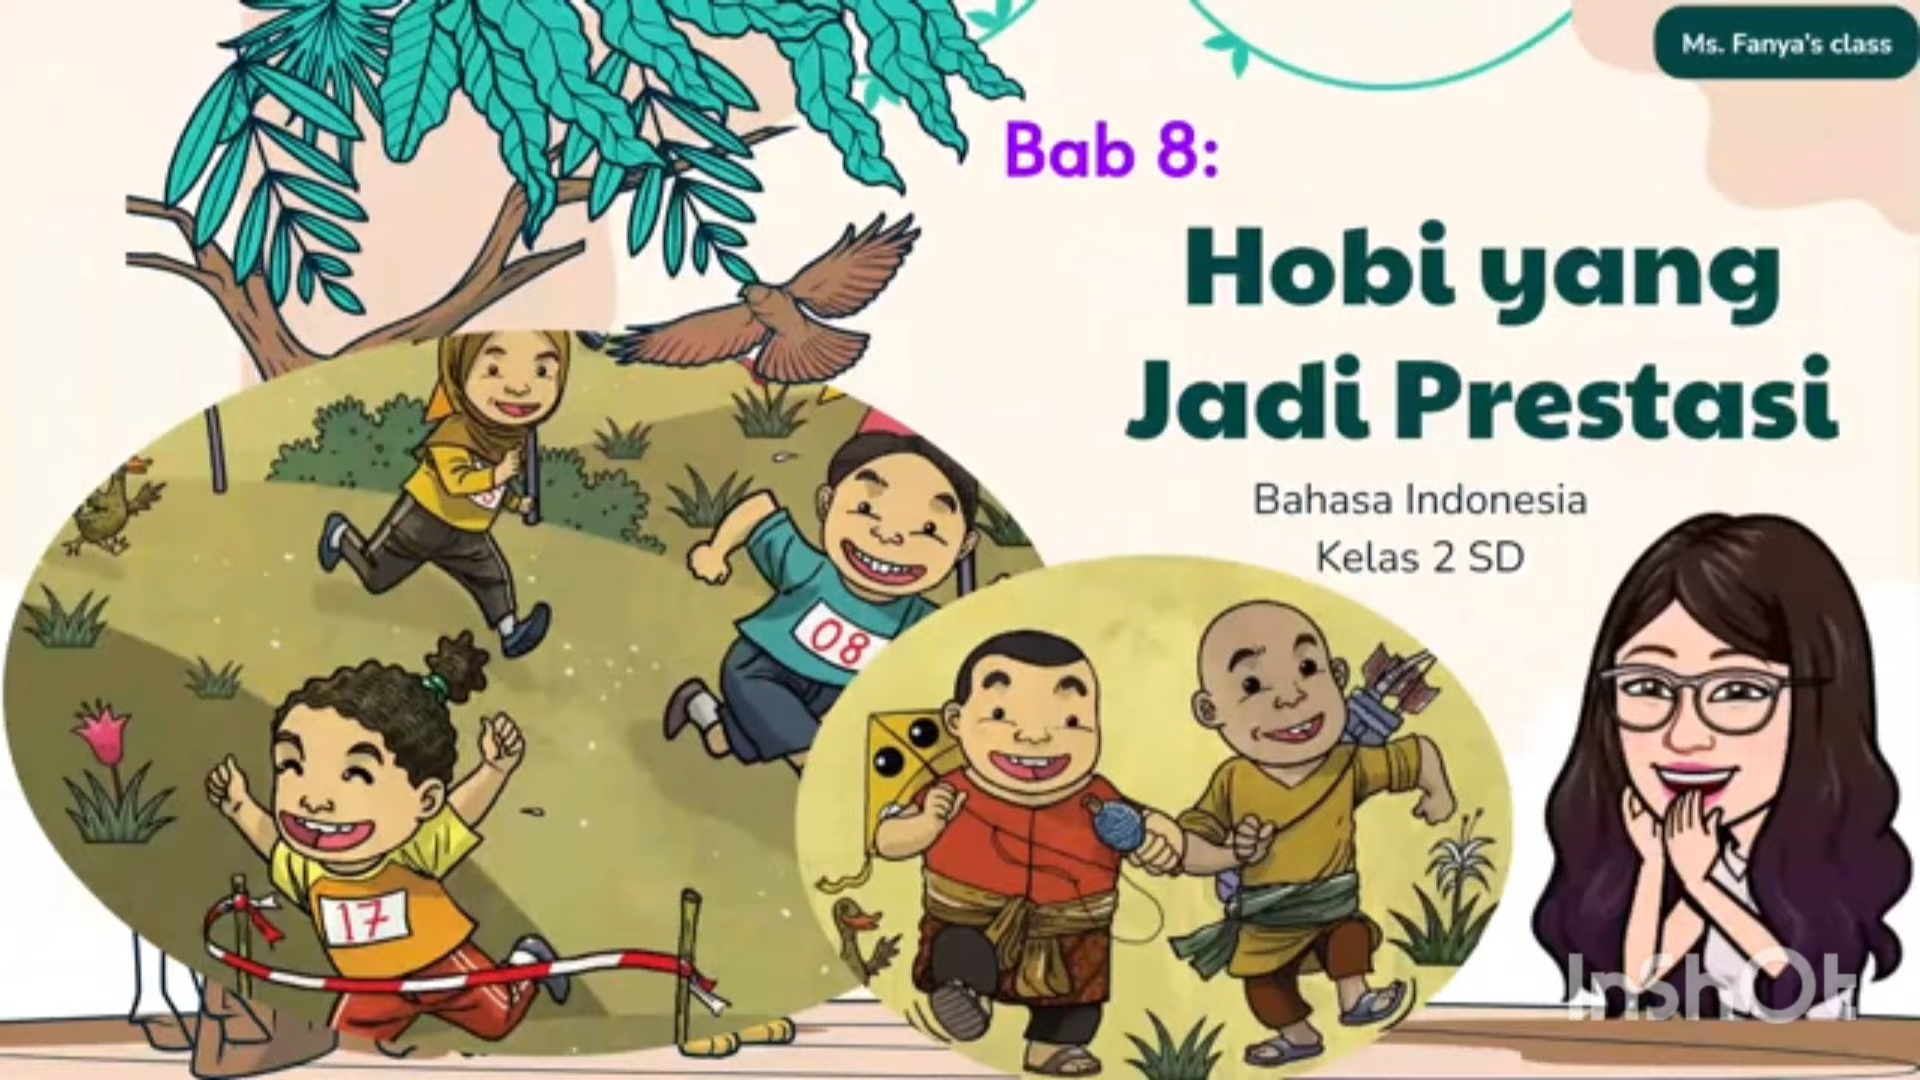 Ms. Fanya's class
Bab 8:
Hobi yang
Jadi Prestasi
Bahasa Indonesia
Kelas 2 SD
08
17
InShOt